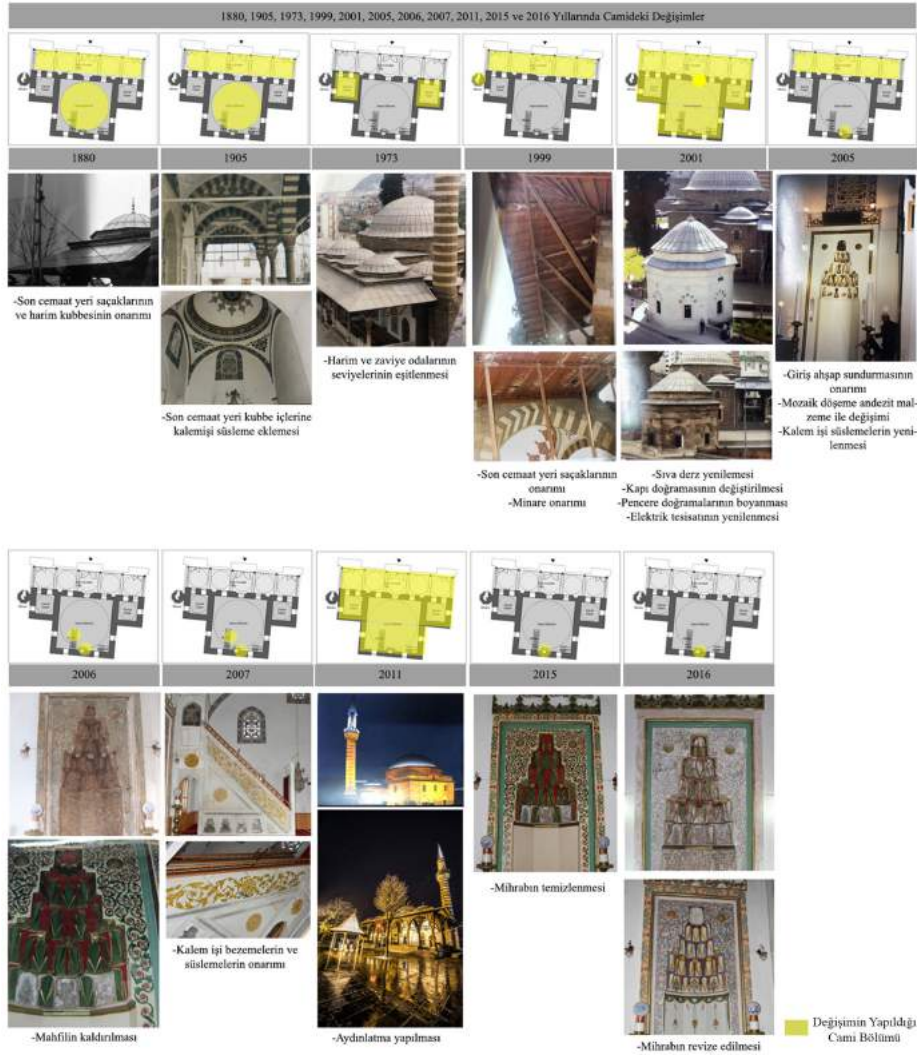 1880, 1905, 1973, 1999, 2001, 2005, 2006, 2007, 2011, 2015 ve 2016 Yıllarında Camideki Değişimler
1880
1905
1973
1999
2001
2005
-Son cemaat yeri saçaklarının
ve harim kubbesinin onarımı
-Son cemaat yeri kubbe içlerine
kalemişi süsleme eklemesi
-Harim ve zaviye odalarının
seviyelerinin eşitlenmesi
-Son cemaat yeri saçaklarının
onarımı
-Minare onarımı
-Sıva derz yenilemesi
-Kapı doğramasının değiştirilmesi
-Pencere doğramalarının boyanması
-Elektrik tesisatının yenilenmesi
-Giriş ahşap sundurmasının
onarımı
-Mozaik döşeme andezit mal-
zeme ile değişimi
-Kalem işi süslemelerin yeni-
lenmesi
2006
2007
2011
2015
2016
-Mahfilin kaldırılması
-Kalem işi bezemelerin ve
süslemelerin onarımı
-Aydınlatma yapılması
-Mihrabın temizlenmesi
-Mihrabın revize edilmesi
Değişimin Yapıldığı
Cami Bölümü